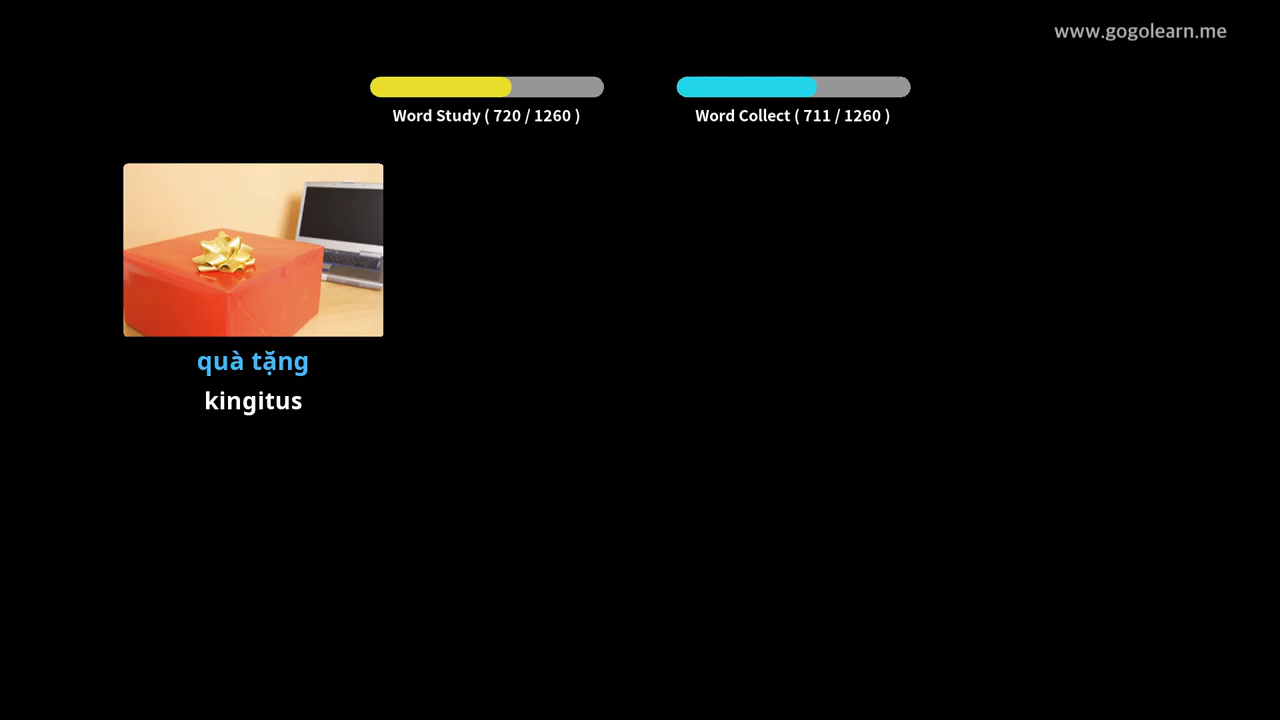 www.gogolearn.me
Word Study ( 720 / 1260 )
Word Collect ( 711 / 1260 )
quà tặng
kingitus